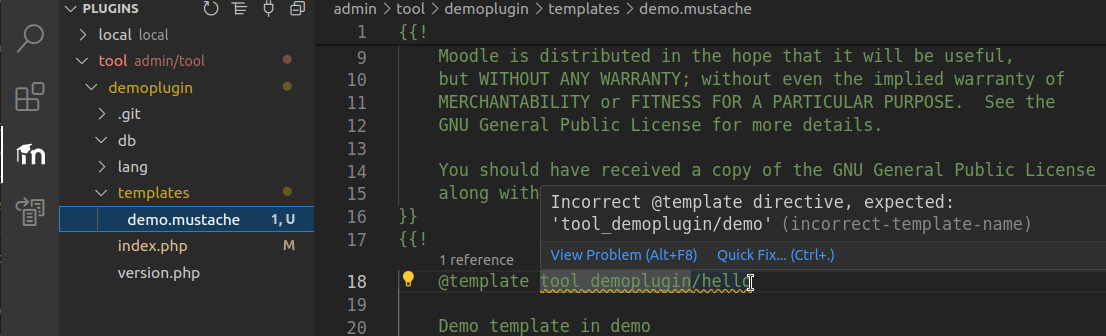 PLUGINS
local local
tool admin/tool
demoplugin
.git
db
lang
templates
demo.mustache 1, U
index.php M
version.php
admin > tool > demoplugin > templates > demo.mustache
1 {{!
9 Moodle is distributed in the hope that it will be useful,
10 but WITHOUT ANY WARRANTY; without even the implied warranty of
11 MERCHANTABILITY or FITNESS FOR A PARTICULAR PURPOSE.  See the
12 GNU General Public License for more details.
13
14 You should have received a copy of the GNU General Public License
15 along with
Incorrect @template directive, expected:
'tool_demoplugin/demo' (incorrect-template-name)
View Problem (Alt+F8) Quick Fix... (Ctrl+.)
16 }}
17 {{!
1 reference
18 @template tool_demoplugin/hello
19
20 Demo template in demo